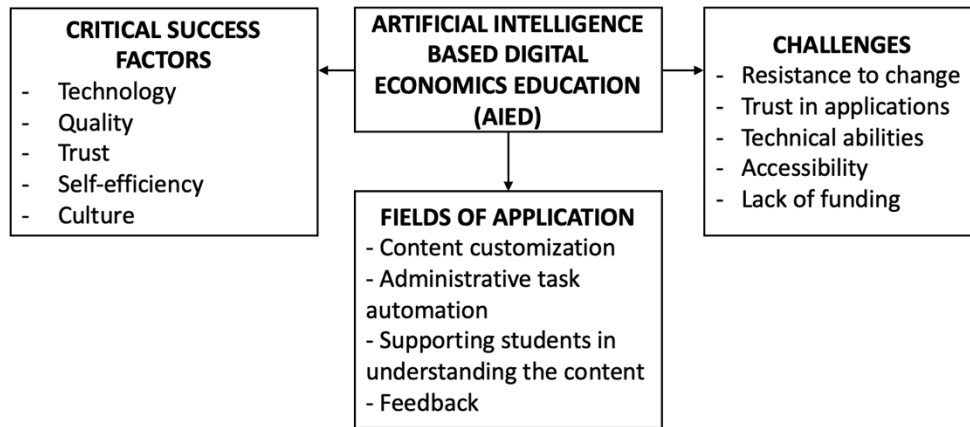 CRITICAL SUCCESS
FACTORS
- Technology
- Quality
- Trust
- Self-efficiency
- Culture
ARTIFICIAL INTELLIGENCE
BASED DIGITAL
ECONOMICS EDUCATION
(AIED)
CHALLENGES
- Resistance to change
- Trust in applications
- Technical abilities
- Accessibility
- Lack of funding
FIELDS OF APPLICATION
- Content customization
- Administrative task
automation
- Supporting students in
understanding the content
- Feedback